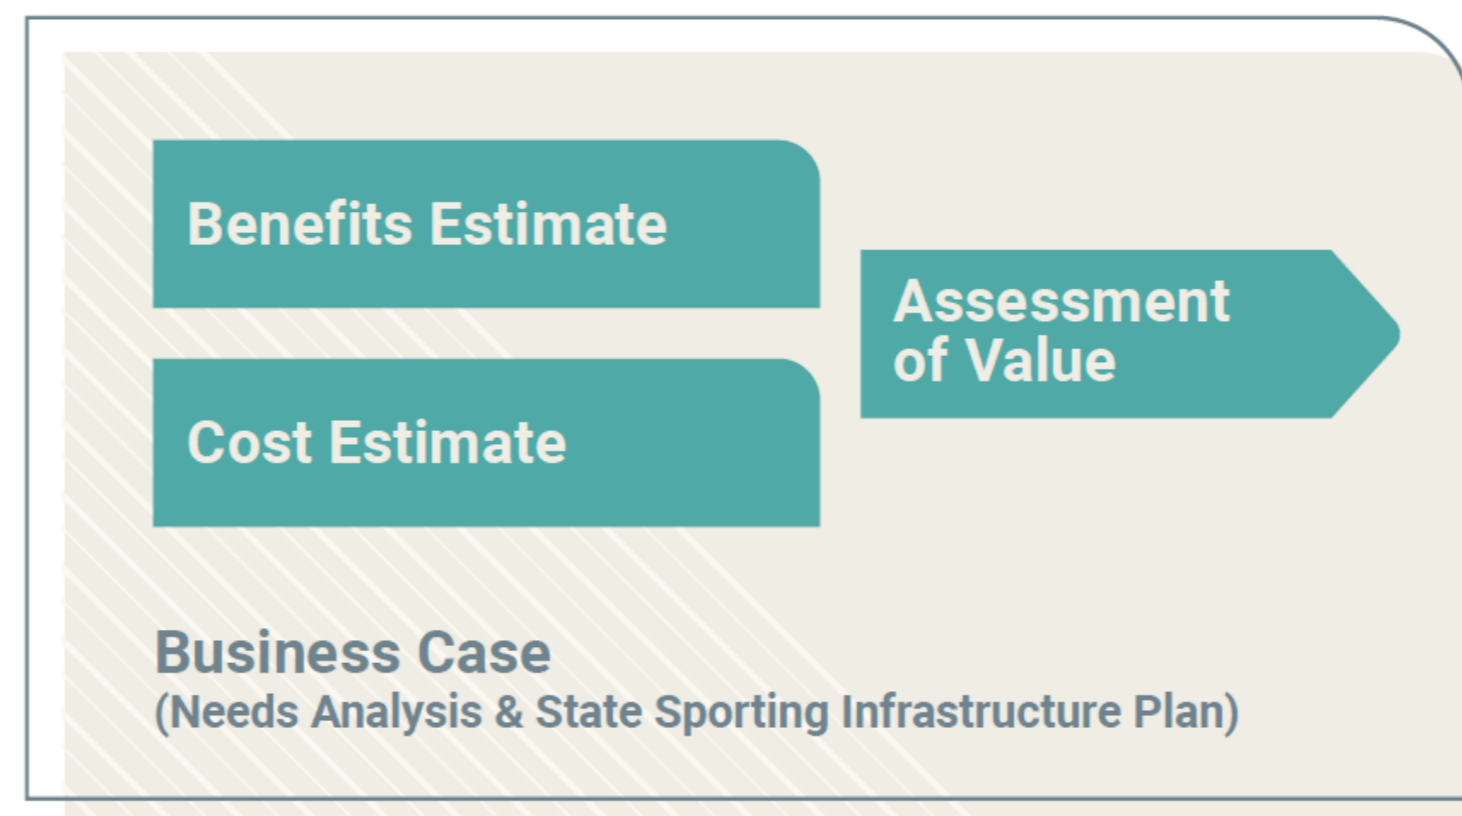 Benefits Estimate
Assessment
of Value
Cost Estimate
Business Case
(Needs Analysis & State Sporting Infrastructure Plan)